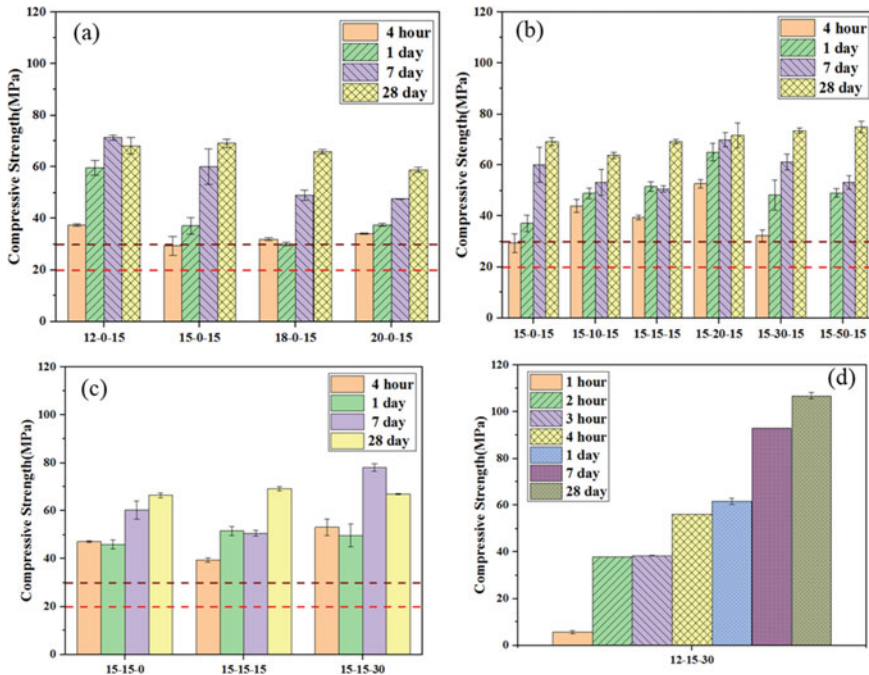 (a)
4 hour
1 day
7 day
28 day
Compressive Strength(MPa)
120
100
80
60
40
20
0
12-0-15 15-0-15 18-0-15 20-0-15
(b)
4 hour
1 day
7 day
28 day
Compressive Strength(MPa)
120
100
80
60
40
20
0
15-0-15 15-10-15 15-15-15 15-20-15 15-30-15 15-50-15
(c)
4 hour
1 day
7 day
28 day
Compressive Strength(MPa)
120
100
80
60
40
20
0
15-15-0 15-15-15 15-15-30
(d)
1 hour
2 hour
3 hour
4 hour
1 day
7 day
28 day
Compressive Strength(MPa)
120
100
80
60
40
20
0
12-15-30